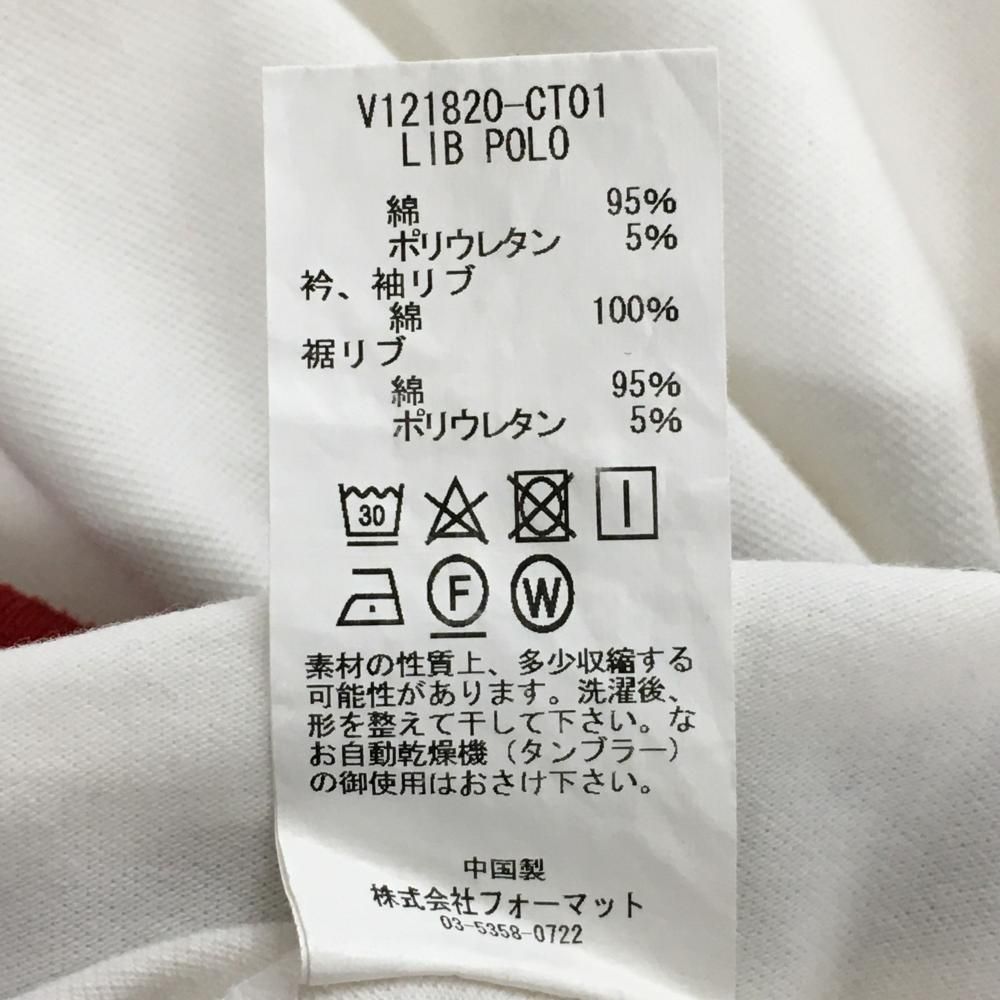 V121820-CT01
LIB POLO
綿 95%
ポリウレタン 5%
衿、袖リブ
綿 100%
裾リブ
綿 95%
ポリウレタン 5%
30
F W
素材の性質上、多少収縮する
可能性があります。洗濯後、
形を整えて干して下さい。な
お自動乾燥機（タンブラー）
の御使用はおさけ下さい。
中国製
株式会社フォーマット
03-5358-0722